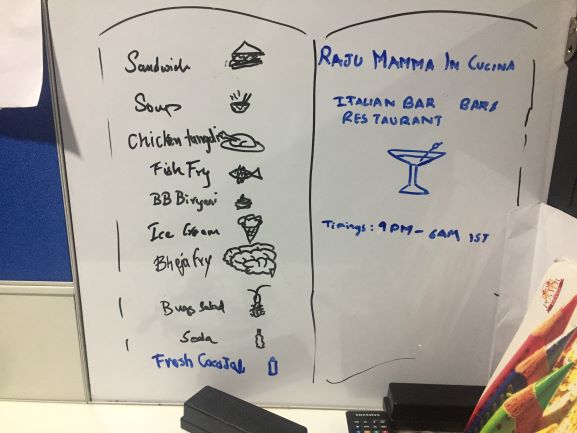 Sandwich
Soup
Chicken tangdi
Fish Fry
BB Biryani
Ice Cream
Bheja fry
Bugs salad
Soda
Fresh
RAJU MAMMA IN CUCINA
ITALIAN BAR BARS
RESTAURANT
Timings: 9 PM - 6AM IST